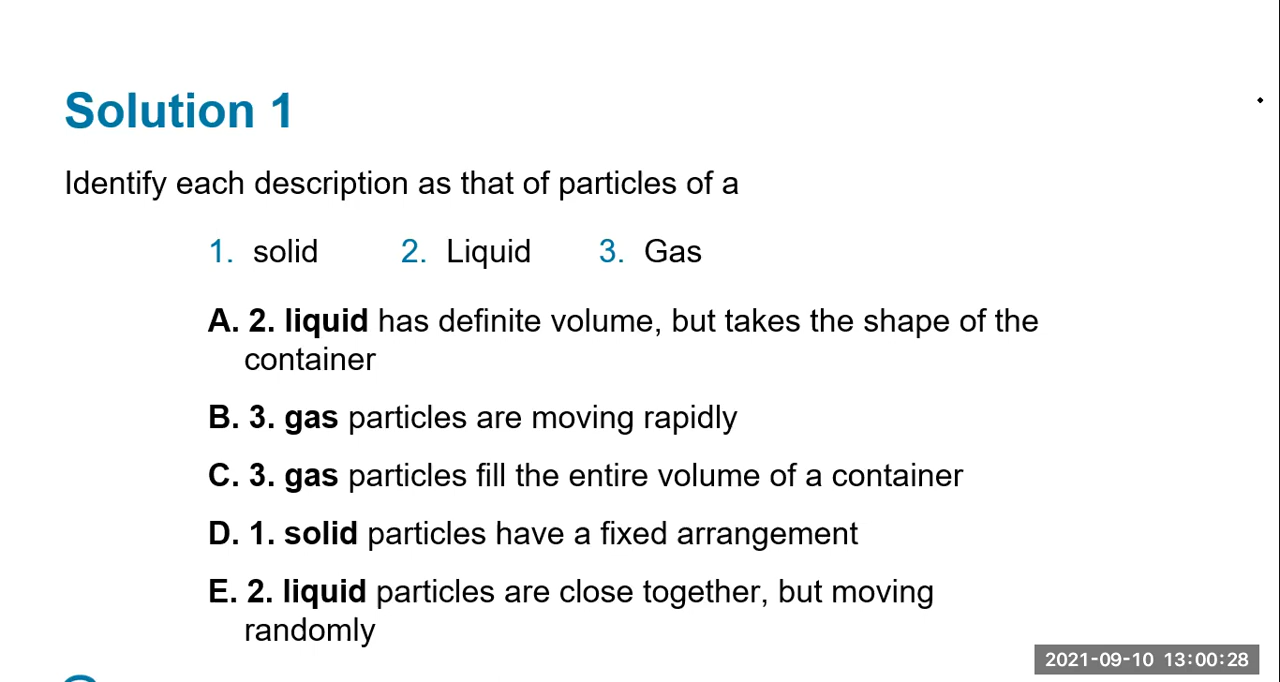 Solution 1
Identify each description as that of particles of a
1. solid 2. Liquid 3. Gas
A. 2. liquid has definite volume, but takes the shape of the
container
B. 3. gas particles are moving rapidly
C. 3. gas particles fill the entire volume of a container
D. 1. solid particles have a fixed arrangement
E. 2. liquid particles are close together, but moving
randomly
2021-09-10 13:00:28